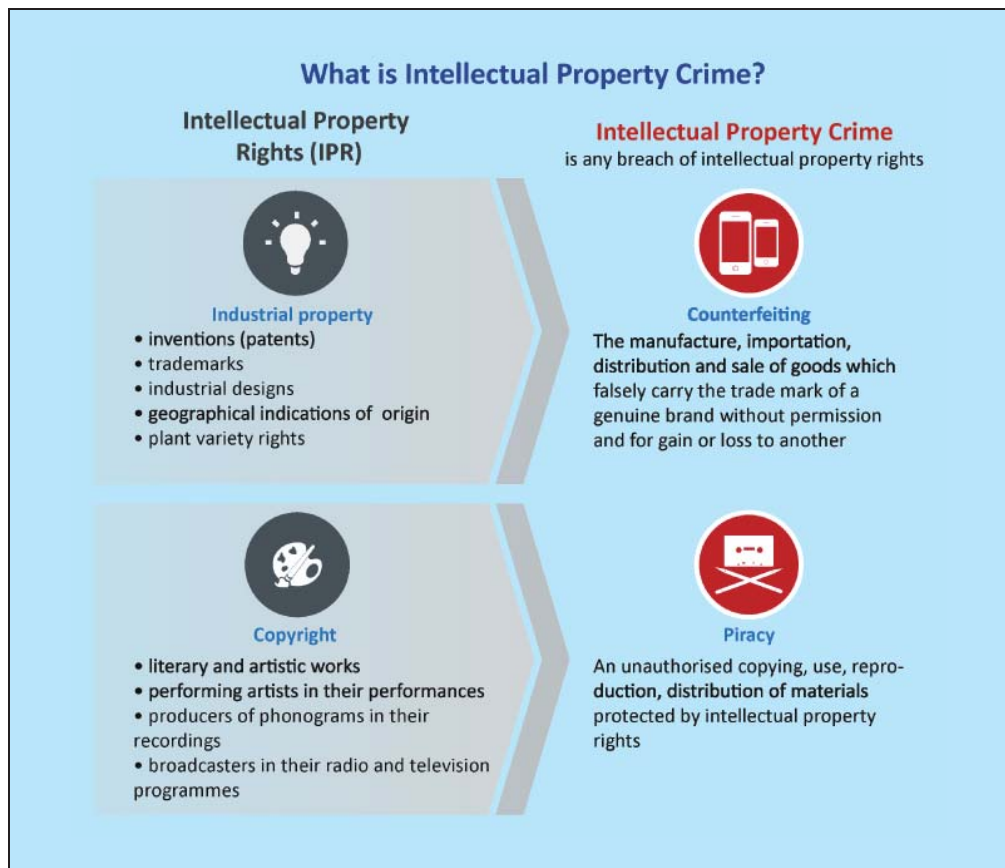 What is Intellectual Property Crime?
Intellectual Property
Rights (IPR)
Intellectual Property Crime
is any breach of intellectual property rights
Industrial property
• inventions (patents)
• trademarks
• industrial designs
• geographical indications of origin
• plant variety rights
Counterfeiting
The manufacture, importation,
distribution and sale of goods which
falsely carry the trade mark of a
genuine brand without permission
and for gain or loss to another
Copyright
• literary and artistic works
• performing artists in their performances
• producers of phonograms in their
recordings
• broadcasters in their radio and television
programmes
Piracy
An unauthorised copying, use, repro-
duction, distribution of materials
protected by intellectual property
rights